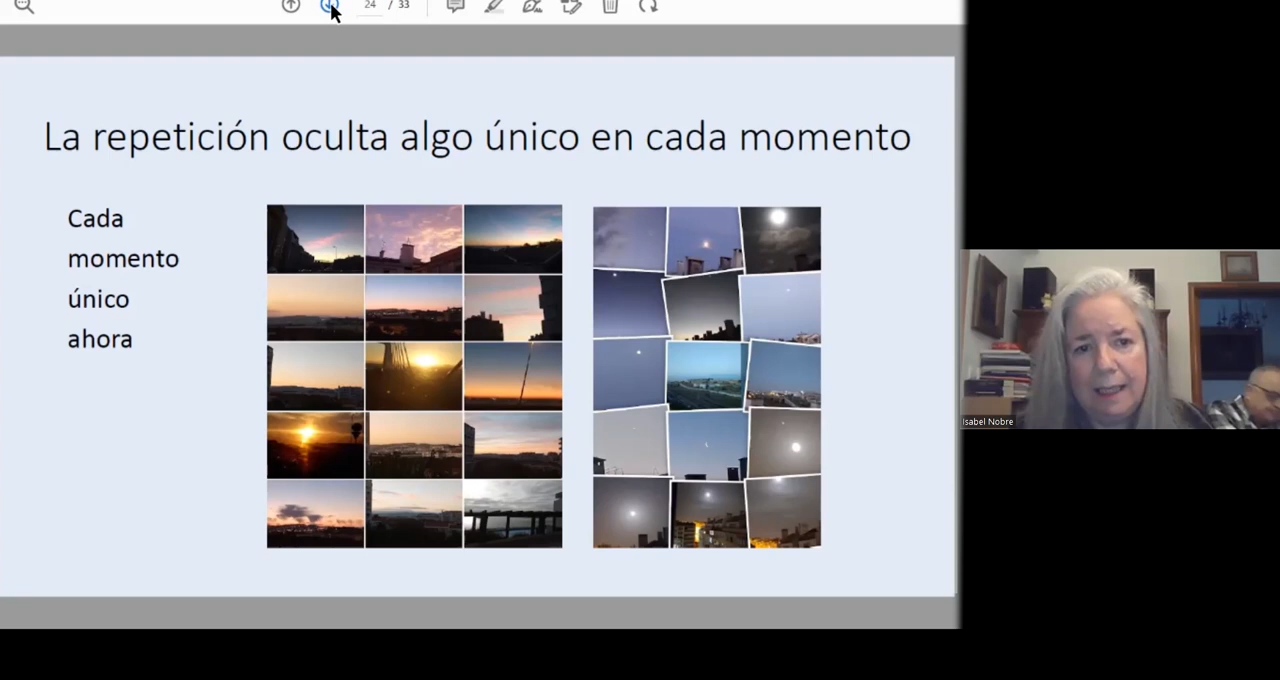 24 / 33
La repetición oculta algo único en cada momento
Cada
momento
único
ahora
Isabel Nobre